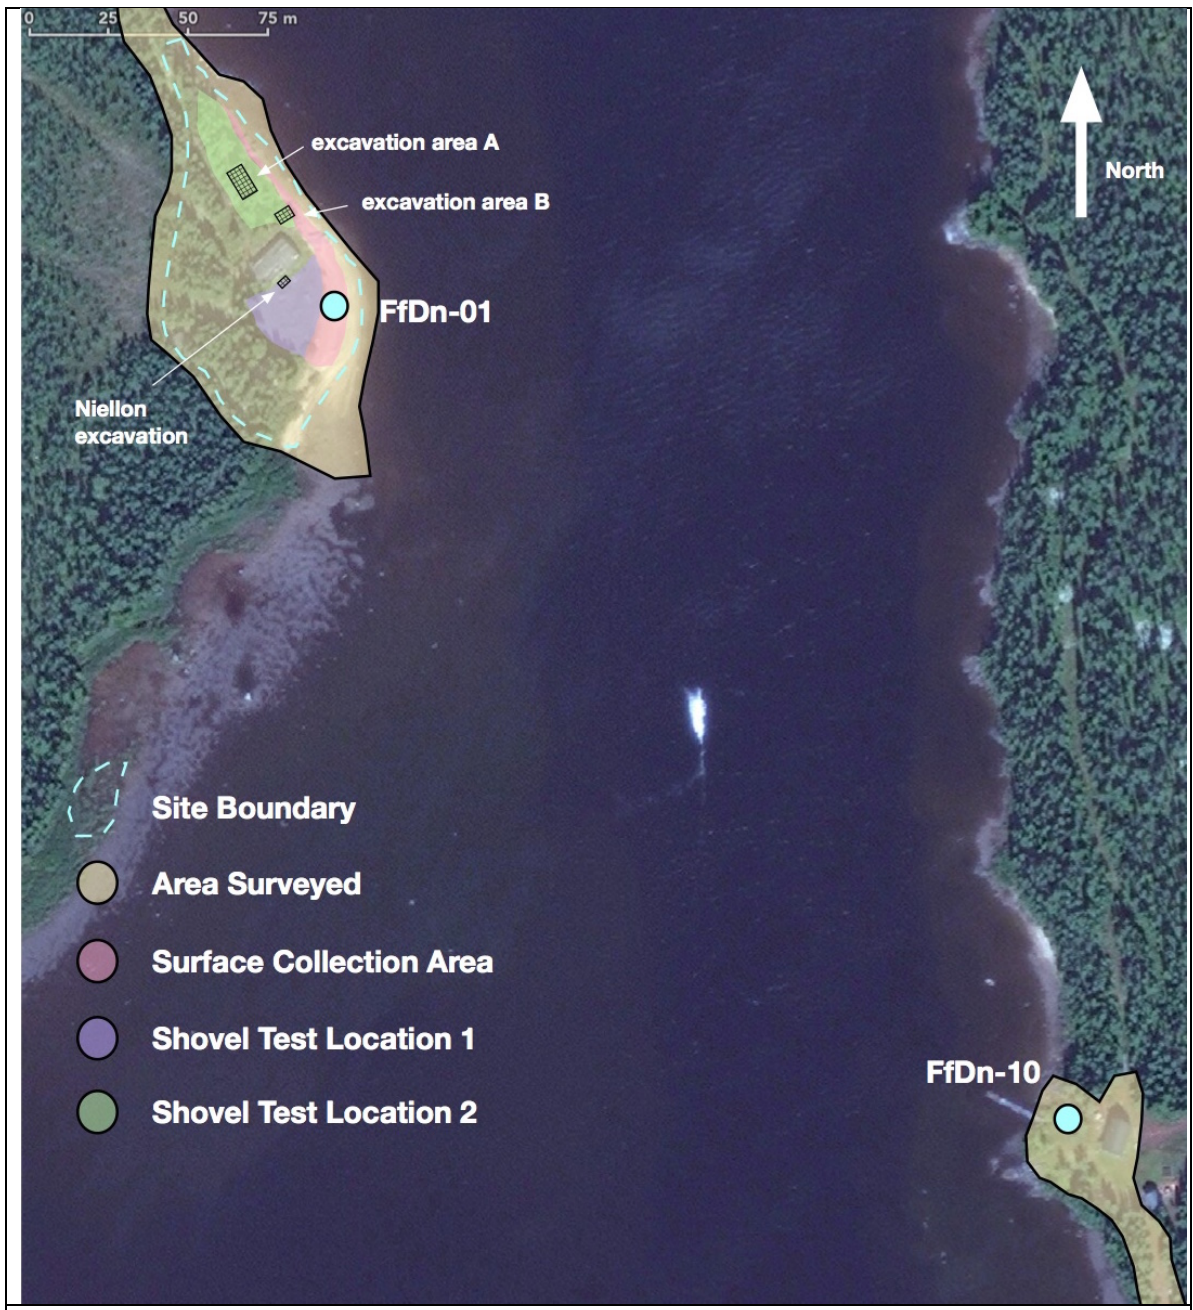 0 25 50 75 m
excavation area A
North
excavation area B
FfDn-01
Niellon
excavation
Site Boundary
Area Surveyed
Surface Collection Area
Shovel Test Location 1
FfDn-10
Shovel Test Location 2